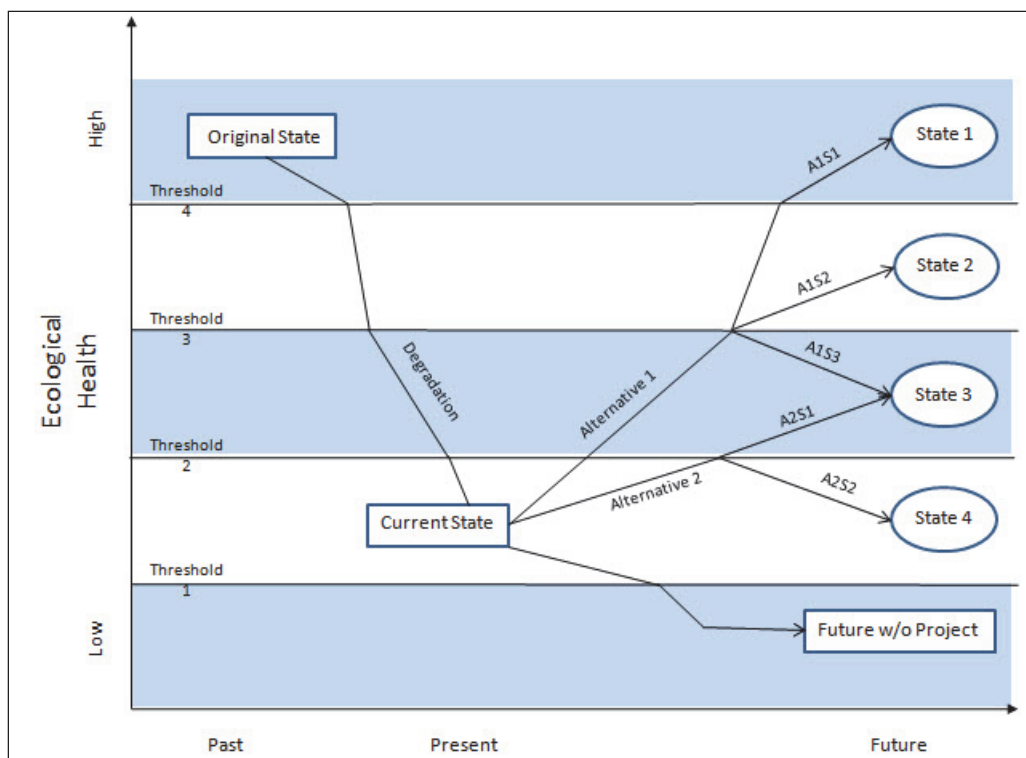 High
Original State
State 1
A1S1
Threshold
4
State 2
A1S2
Threshold
3
Ecological
Health
Degradation
Alternative 1
A1S3
State 3
A2S1
Threshold
2
Alternative 2
A2S2
Current State
State 4
Threshold
1
Low
Future w/o Project
Past
Present
Future